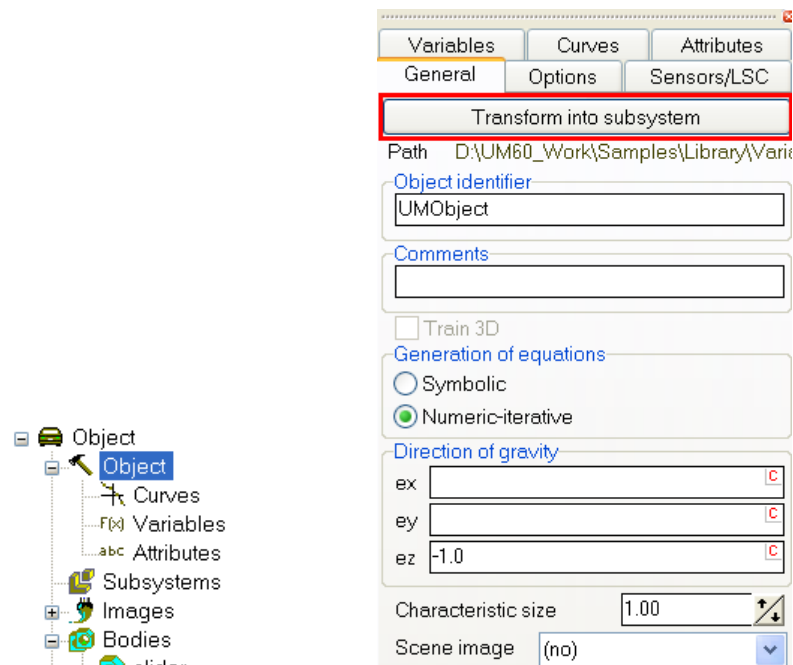 Object
Object
Curves
F(x) Variables
abc Attributes
Subsystems
Images
Bodies
Variables Curves Attributes
General Options Sensors/LSC
Transform into subsystem
Path D:\UM60_Work\Samples\Library\Varia
Object identifier
UMObject
Comments
Train 3D
Generation of equations
Symbolic
Numeric-iterative
Direction of gravity
ex C
ey C
ez -1.0 C
Characteristic size 1.00
Scene image (no)